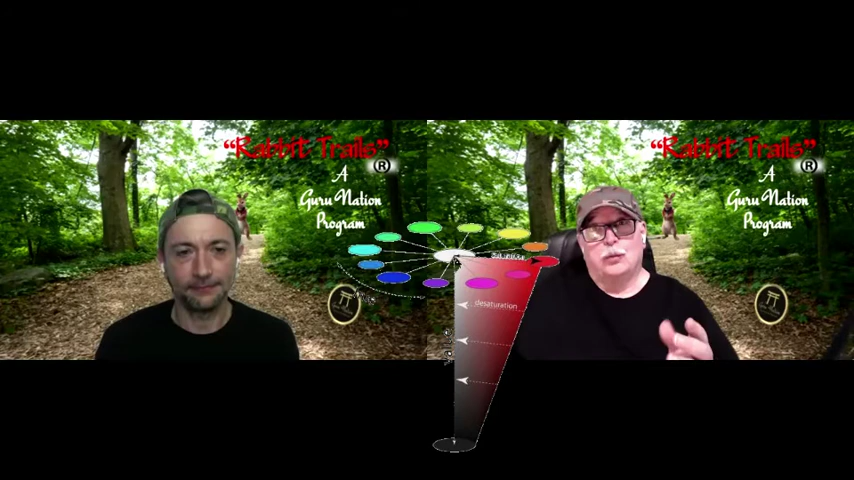 “Rabbit Trails”®
A
Guru Nation
Program
“Rabbit Trails”®
A
Guru Nation
Program
desaturation